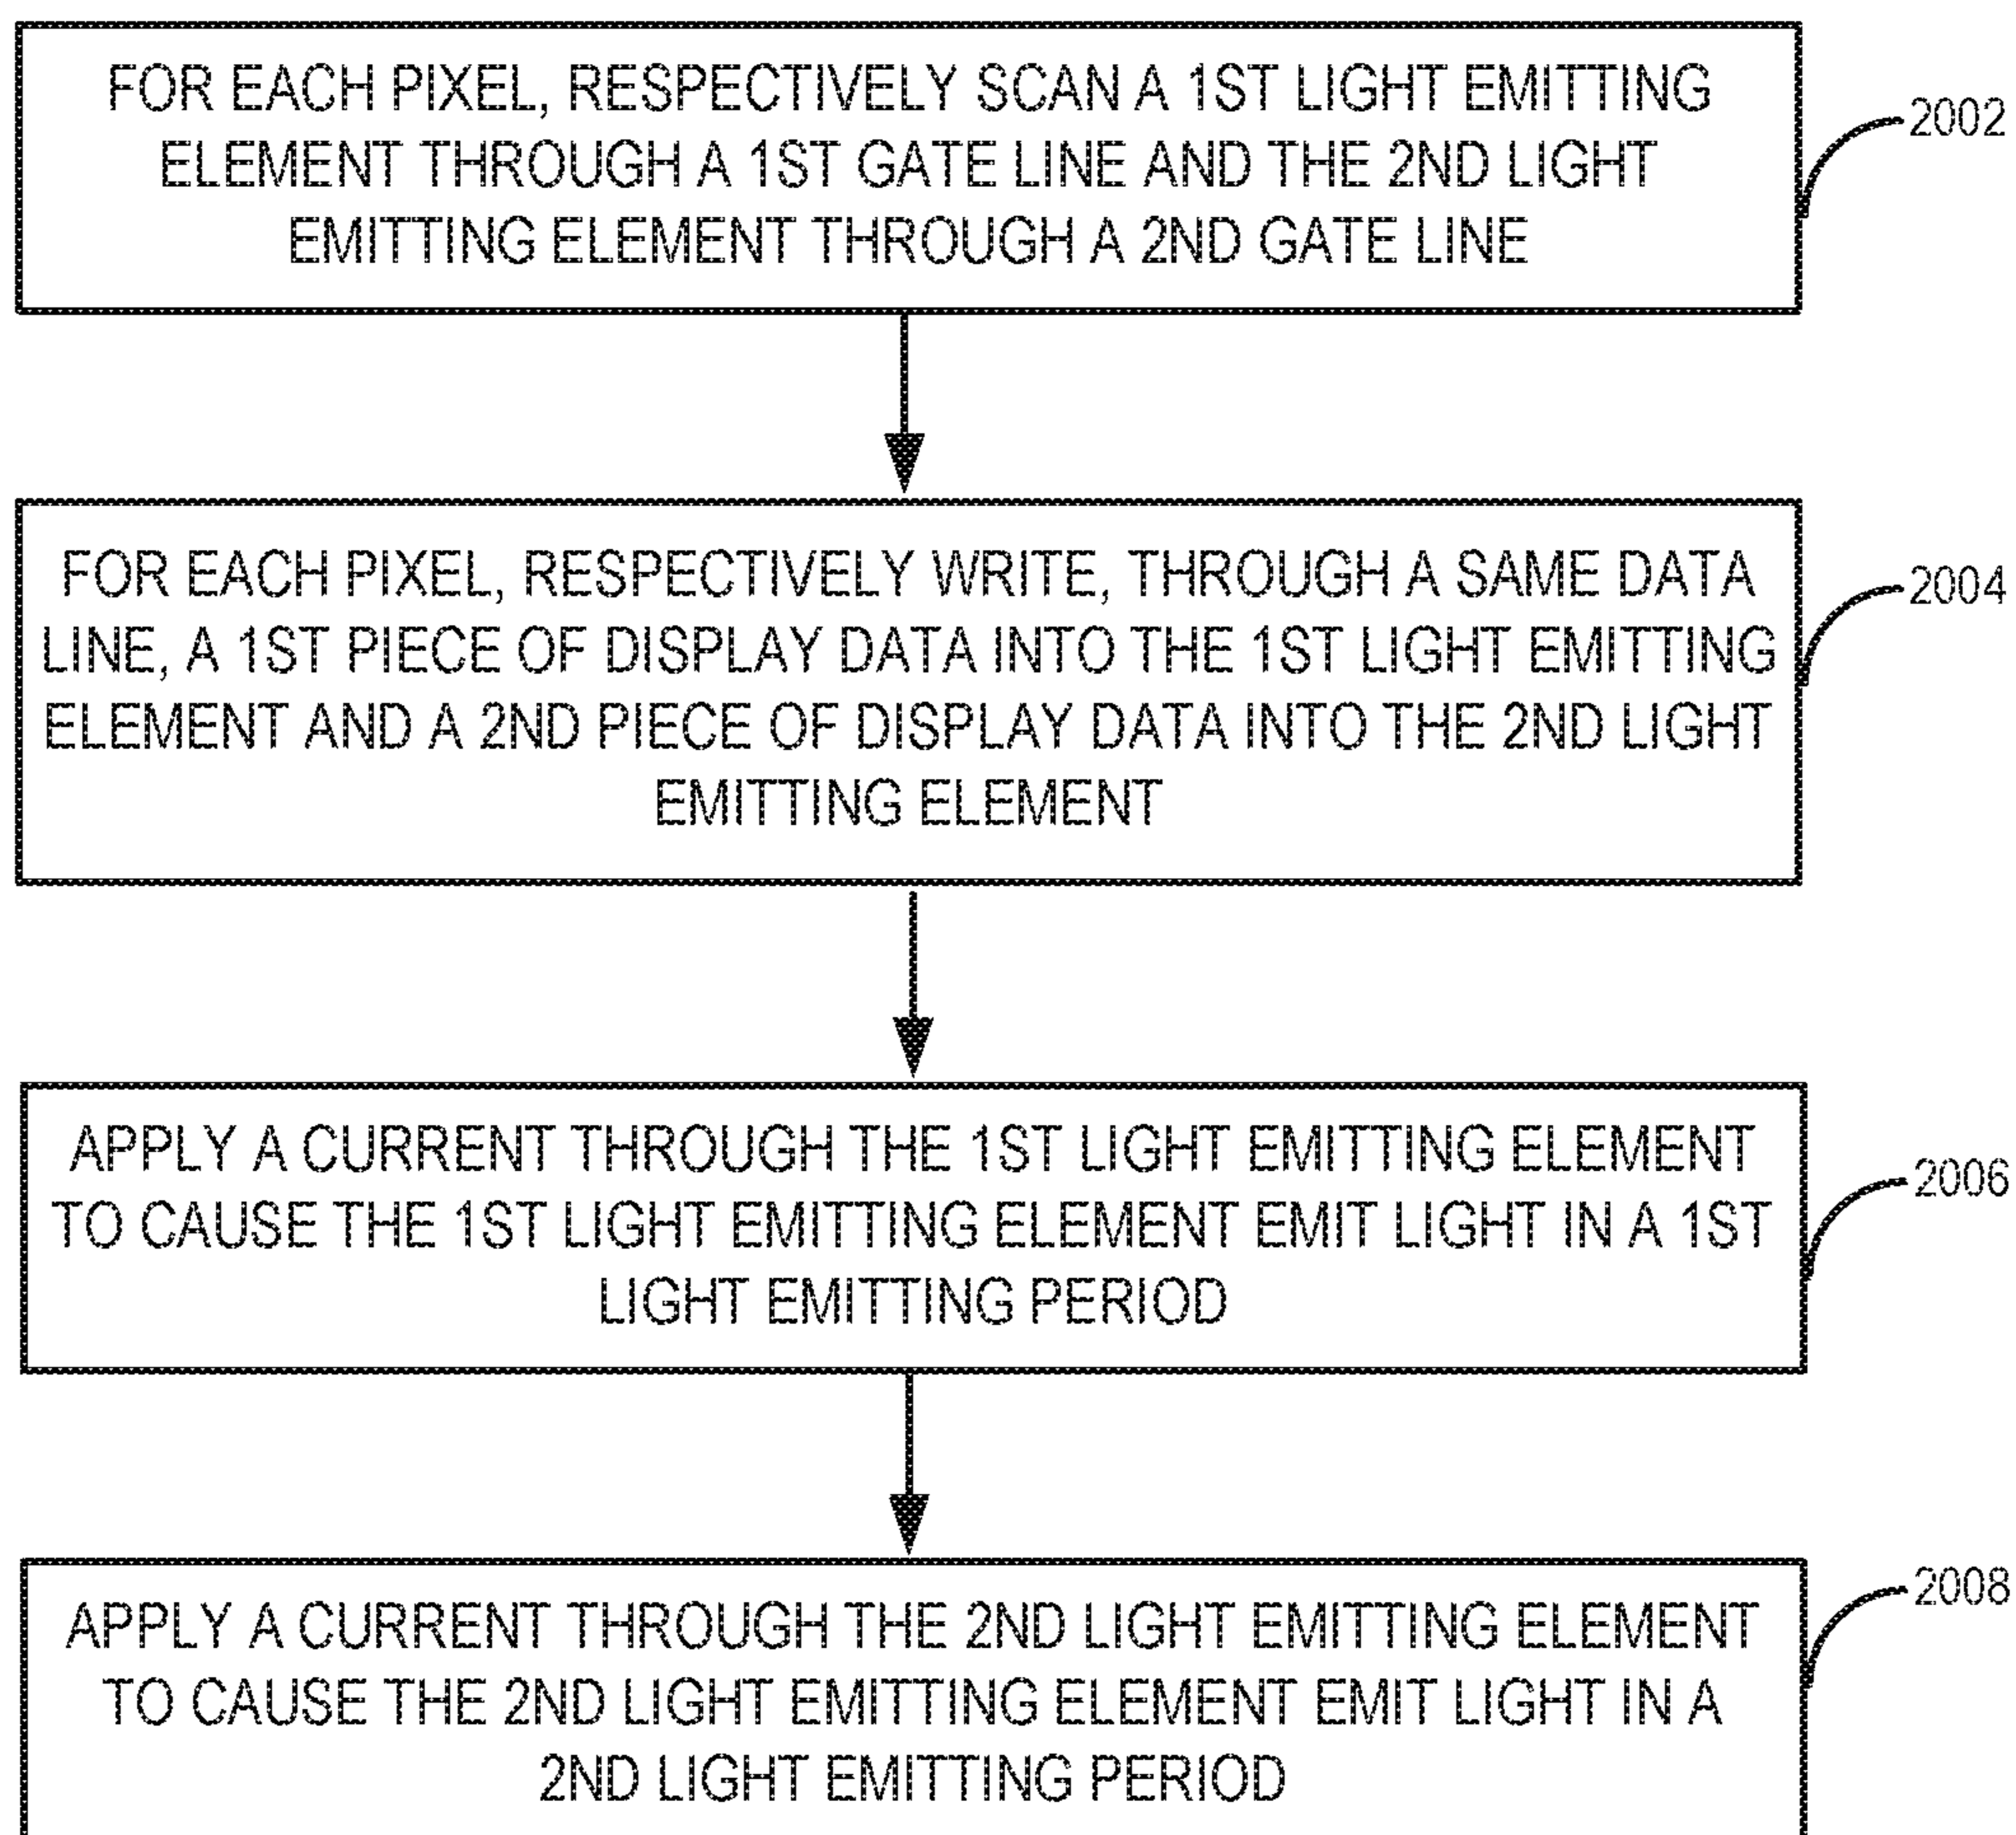 FOR EACH PIXEL, RESPECTIVELY SCAN A 1ST LIGHT EMITTING
ELEMENT THROUGH A 1ST GATE LINE AND THE 2ND LIGHT
EMITTING ELEMENT THROUGH A 2ND GATE LINE
2002
FOR EACH PIXEL, RESPECTIVELY WRITE, THROUGH A SAME DATA
LINE, A 1ST PIECE OF DISPLAY DATA INTO THE 1ST LIGHT EMITTING
ELEMENT AND A 2ND PIECE OF DISPLAY DATA INTO THE 2ND LIGHT
EMITTING ELEMENT
2004
APPLY A CURRENT THROUGH THE 1ST LIGHT EMITTING ELEMENT
TO CAUSE THE 1ST LIGHT EMITTING ELEMENT EMIT LIGHT IN A 1ST
LIGHT EMITTING PERIOD
2006
APPLY A CURRENT THROUGH THE 2ND LIGHT EMITTING ELEMENT
TO CAUSE THE 2ND LIGHT EMITTING ELEMENT EMIT LIGHT IN A
2ND LIGHT EMITTING PERIOD
2008